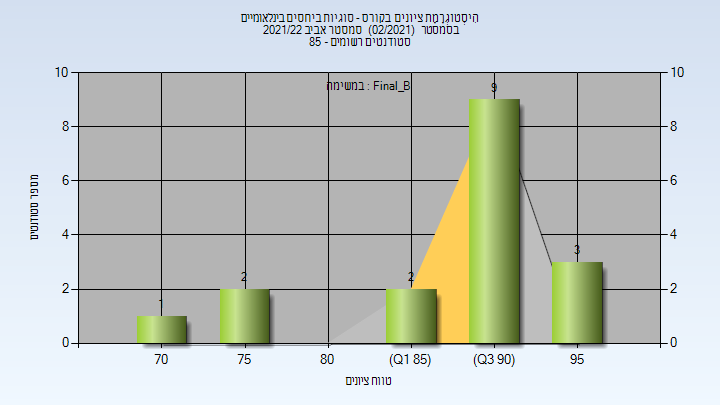 הִיסְטוֹגְרַמַת ציונים בקורס - סוגיות ביחסים בינלאומיים
בסמסטר (02/2021) סמסטר אביב 2021/22
סטודנטים רשומים - 85
במשימה : Final_B
מספר סטודנטים
10 10
8 8
6 6
4 4
2 2
0 0
1 2 2 9 3
70 75 80 (Q1 85) (Q3 90) 95
טווח ציונים